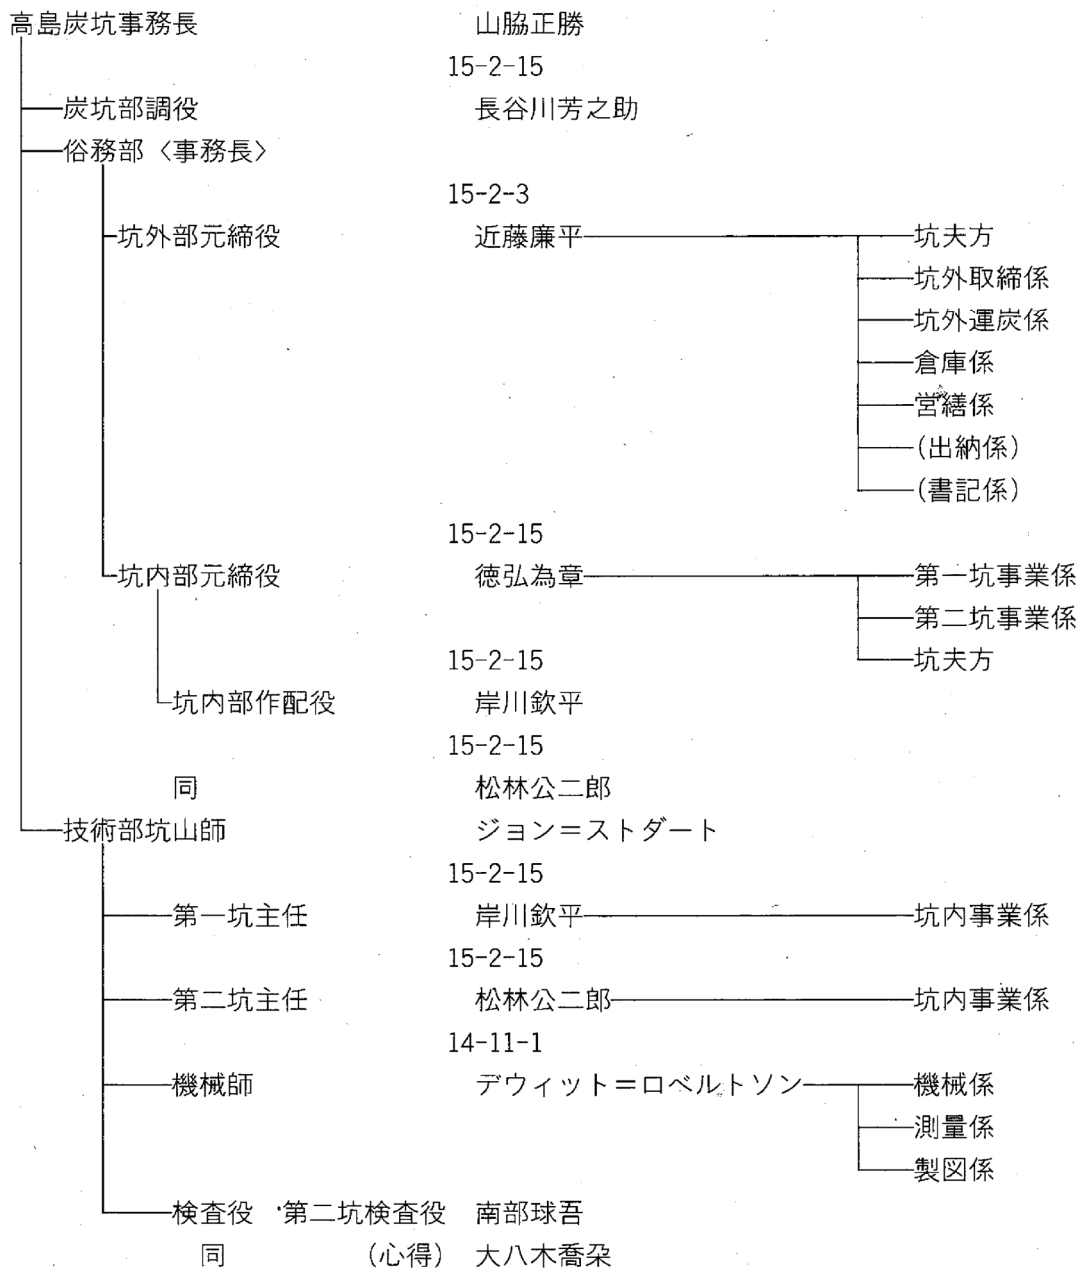 高島炭坑事務長 山脇正勝
15-2-15
炭坑部調役 長谷川芳之助
俗務部〈事務長〉
15-2-3
坑外部元締役 近藤廉平 坑夫方
坑外取締係
坑外運炭係
倉庫係
営繕係
(出納係)
(書記係)
15-2-15
坑内部元締役 徳弘為章 第一坑事業係
第二坑事業係
15-2-15 坑夫方
坑内部作配役 岸川欽平
15-2-15
同 松林公二郎
技術部坑山師 ジョン=ストダート
15-2-15
第一坑主任 岸川欽平 坑内事業係
15-2-15
第二坑主任 松林公二郎 坑内事業係
14-11-1
機械師 デウィット=ロベルトソン 機械係
測量係
製図係
検査役 第二坑検査役 南部球吾
同 (心得) 大八木喬朶